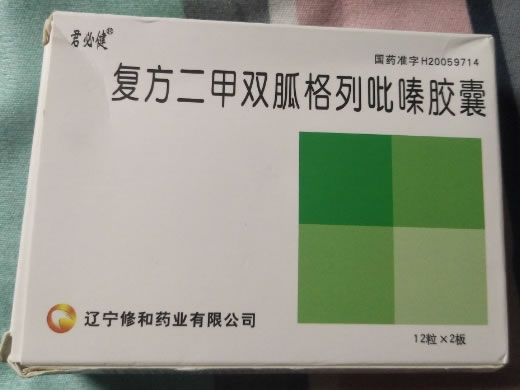 君必健®
国药准字H20059714
复方二甲双胍格列吡嗪胶囊
辽宁修和药业有限公司
12粒×2板